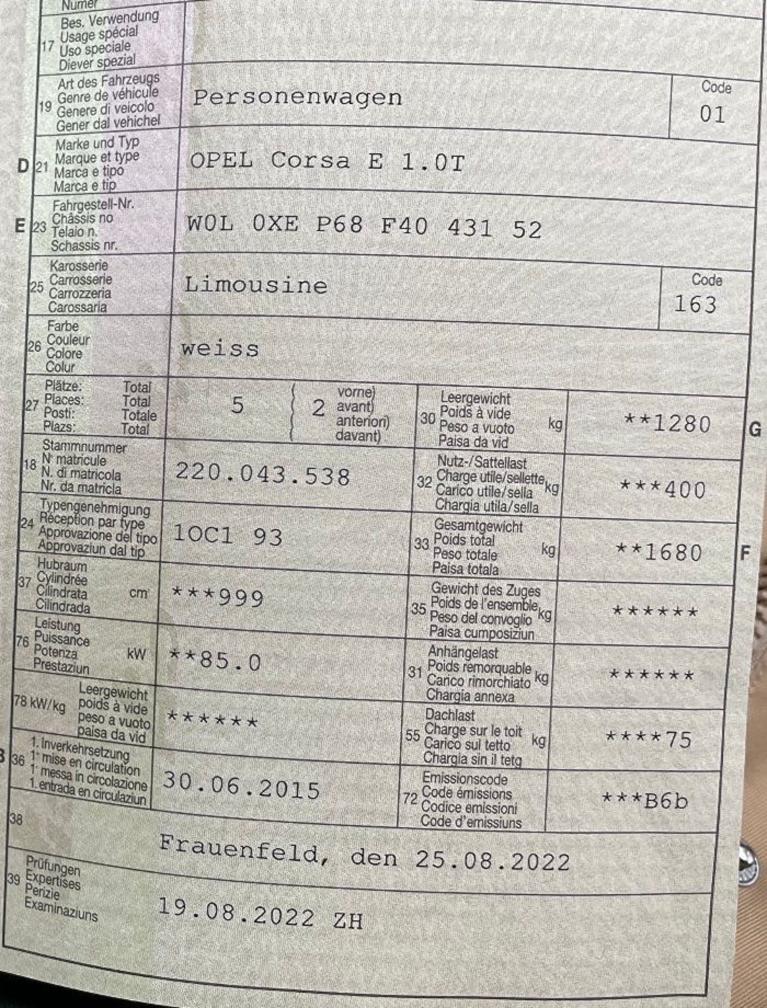 Numer
17 Bes. Verwendung
Usage spécial
Uso speciale
Diever spezial
19 Art des Fahrzeugs
Genre de véhicule
Genere di veicolo
Gener dal vehichel
Personenwagen
Code
01
D 21 Marke und Typ
Marque et type
Marca e tipo
Marca e tip
OPEL Corsa E 1.0T
E 23 Fahrgestell-Nr.
Châssis no
Telaio n.
Schassis nr.
W0L 0XE P68 F40 431 52
25 Karosserie
Carrosserie
Carrozzeria
Carossaria
Limousine
Code
163
26 Farbe
Couleur
Colore
Colur
weiss
27 Plätze: Total
Places: Total
Posti: Totale
Plazs: Total
5 ( 2 vorne)
avant)
anteriori)
davant)
30 Leergewicht
Poids à vide
Peso a vuoto kg
Paisa da vid
**1280 G
18 Stammnummer
N° matricule
N. di matricola
Nr. da matricla
220.043.538
32 Nutz-/Sattellast
Charge utile/sellette kg
Carico utile/sella
Chargia utila/sella
***400
24 Typengenehmigung
Réception par type
Approvazione del tipo
Approvaziun dal tip
1OC1 93
33 Gesamtgewicht
Poids total
Peso totale kg
Paisa totala
**1680 F
37 Hubraum
Cylindrée
Cilindrata cm
Cilindrada
***999
35 Gewicht des Zuges
Poids de l'ensemble kg
Peso del convoglio
Paisa cumposiziun
******
76 Leistung
Puissance
Potenza kW
Prestaziun
**85.0
31 Anhängelast
Poids remorquable kg
Carico rimorchiato
Chargia annexa
******
78 kW/kg Leergewicht
poids à vide
peso a vuoto
paisa da vid
******
55 Dachlast
Charge sur le toit kg
Carico sul tetto
Chargia sin il tetg
****75
B 36 1. Inverkehrsetzung
1re mise en circulation
1a messa in circolazione
1. entrada en circulaziun
30.06.2015
72 Emissionscode
Code émissions
Codice emissioni
Code d'emissiuns
***B6b
38
Frauenfeld, den 25.08.2022
39 Prüfungen
Expertises
Perizie
Examinaziuns
19.08.2022 ZH